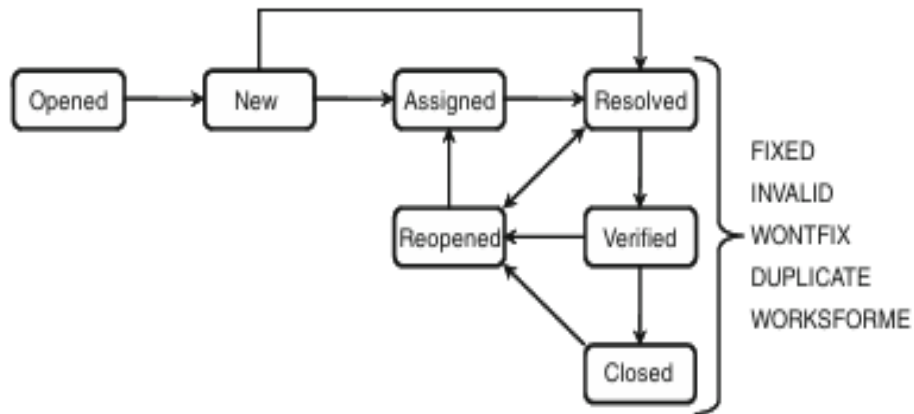 Opened
New
Assigned
Resolved
Reopened
Verified
Closed
FIXED
INVALID
WONTFIX
DUPLICATE
WORKSFORME